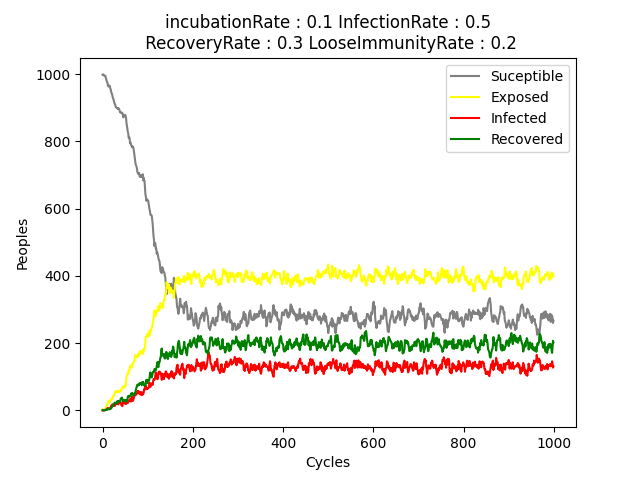 incubationRate : 0.1 InfectionRate : 0.5
RecoveryRate : 0.3 LooseImmunityRate : 0.2
Peoples
1000
800
600
400
200
0
Suceptible
Exposed
Infected
Recovered
0 200 400 600 800 1000
Cycles